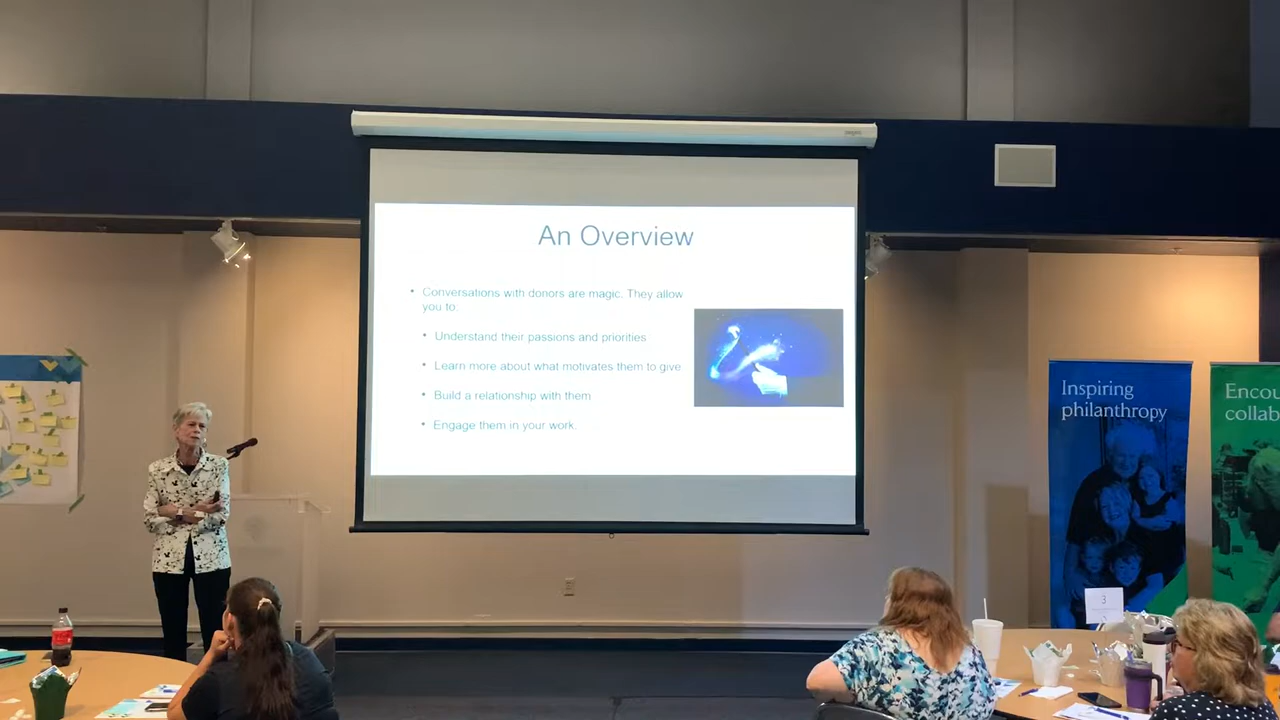 An Overview
• Conversations with donors are magic. They allow
you to:
• Understand their passions and priorities
• Learn more about what motivates them to give
• Build a relationship with them
• Engage them in your work.
Inspiring
philanthropy
Encou
collab
3